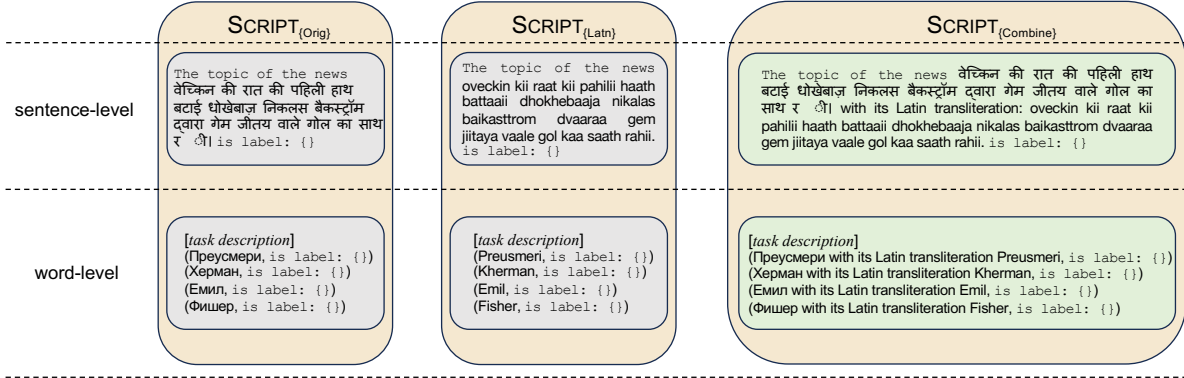 SCRIPT{Orig}
SCRIPT{Latn}
SCRIPT{Combine}
sentence-level
The topic of the news
वेच्किन की रात की पहिली हाथ
बटाई धोखेबाज़ निकलस बैकस्ट्रॉम
द्वारा गेम जीतय वाले गोल का साथ
र ी। is label: {}
The topic of the news
oveckin kii raat kii pahilii haath
battaaii dhokhebaaja nikalas
baikasttrom dvaaraa gem
jiitaya vaale gol kaa saath rahii.
is label: {}
The topic of the news वेच्किन की रात की पहिली हाथ
बटाई धोखेबाज़ निकलस बैकस्ट्रॉम द्वारा गेम जीतय वाले गोल का
साथ र ी। with its Latin transliteration: oveckin kii raat kii
pahilii haath battaaii dhokhebaaja nikalas baikasttrom dvaaraa
gem jiitaya vaale gol kaa saath rahii. is label: {}
word-level
[task description]
(Преусмери, is label: {})
(Херман, is label: {})
(Емил, is label: {})
(Фишер, is label: {})
[task description]
(Preusmeri, is label: {})
(Kherman, is label: {})
(Emil, is label: {})
(Fisher, is label: {})
[task description]
(Преусмери with its Latin transliteration Preusmeri, is label: {})
(Херман with its Latin transliteration Kherman, is label: {})
(Емил with its Latin transliteration Emil, is label: {})
(Фишер with its Latin transliteration Fisher, is label: {})